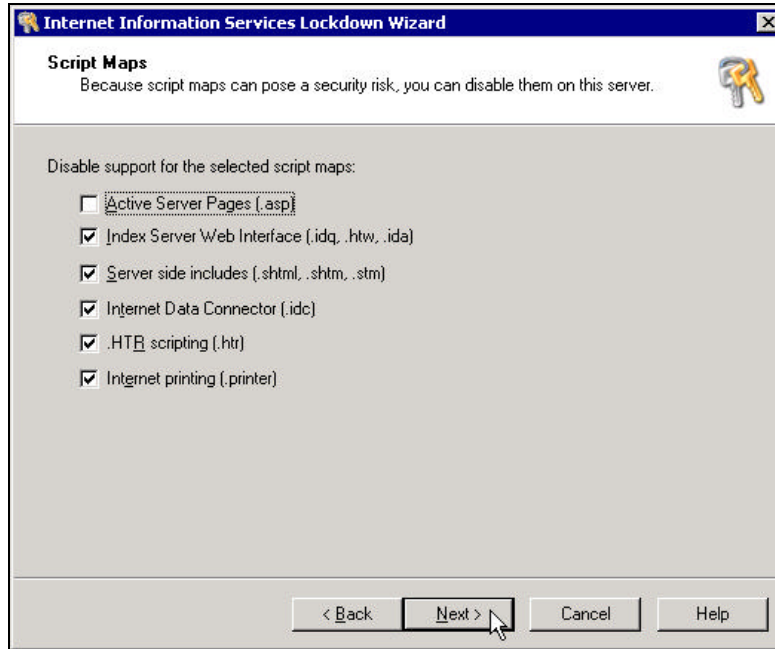 Internet Information Services Lockdown Wizard
Script Maps
Because script maps can pose a security risk, you can disable them on this server.
Disable support for the selected script maps:
Active Server Pages (.asp)
Index Server Web Interface (.idq, .htw, .ida)
Server side includes (.shtml, .shtm, .stm)
Internet Data Connector (.idc)
.HTR scripting (.htr)
Internet printing (.printer)
< Back Next > Cancel Help